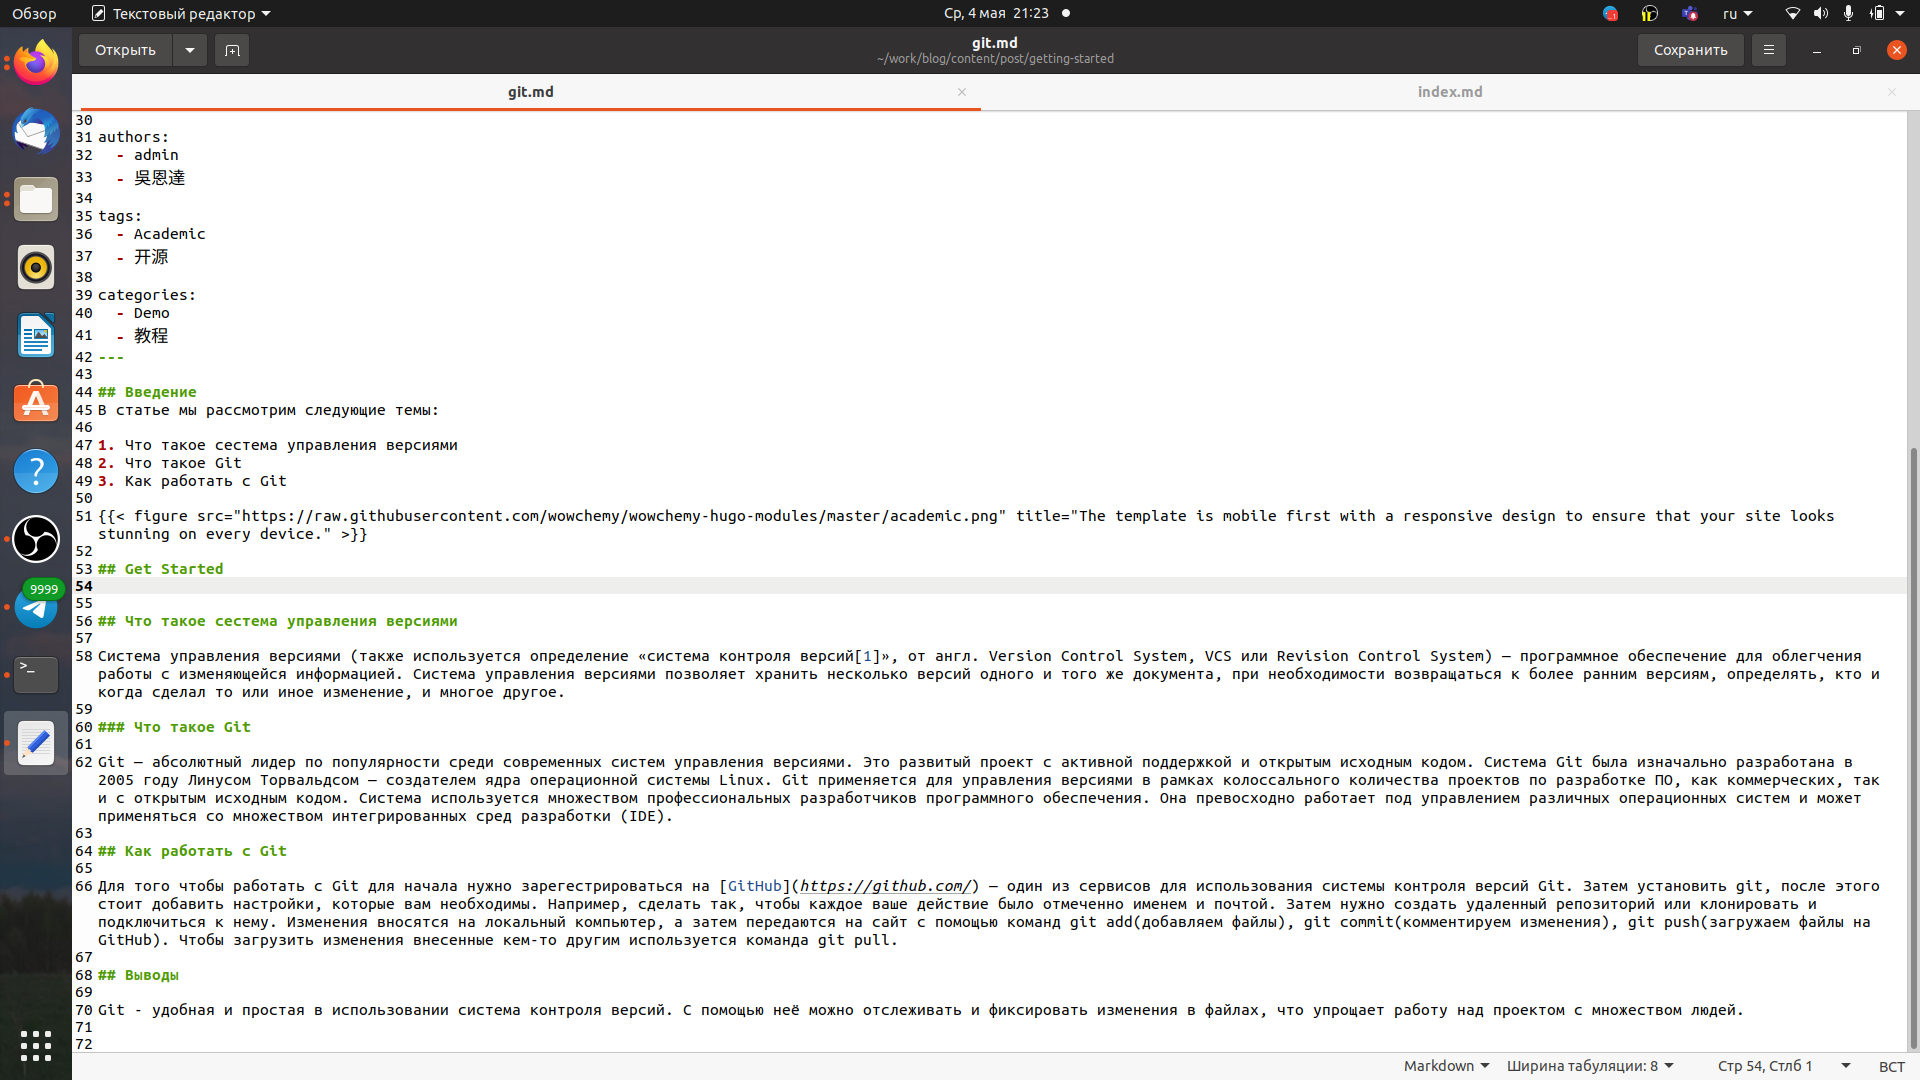 Обзор
Текстовый редактор
Ср, 4 мая 21:23
ru
Открыть
git.md
~/work/blog/content/post/getting-started
Сохранить
git.md
index.md
30
31 authors:
32 - admin
33 - 吳恩達
34
35 tags:
36 - Academic
37 - 开源
38
39 categories:
40 - Demo
41 - 教程
42 ---
43
44 ## Введение
45 В статье мы рассмотрим следующие темы:
46
47 1. Что такое сестема управления версиями
48 2. Что такое Git
49 3. Как работать с Git
50
51 {{< figure src="https://raw.githubusercontent.com/wowchemy/wowchemy-hugo-modules/master/academic.png" title="The template is mobile first with a responsive design to ensure that your site looks
stunning on every device." >}}
52
53 ## Get Started
54
55
56 ## Что такое сестема управления версиями
57
58 Система управления версиями (также используется определение «система контроля версий[1]», от англ. Version Control System, VCS или Revision Control System) — программное обеспечение для облегчения
работы с изменяющейся информацией. Система управления версиями позволяет хранить несколько версий одного и того же документа, при необходимости возвращаться к более ранним версиям, определять, кто и
когда сделал то или иное изменение, и многое другое.
59
60 ### Что такое Git
61
62 Git — абсолютный лидер по популярности среди современных систем управления версиями. Это развитый проект с активной поддержкой и открытым исходным кодом. Система Git была изначально разработана в
2005 году Линусом Торвальдсом — создателем ядра операционной системы Linux. Git применяется для управления версиями в рамках колоссального количества проектов по разработке ПО, как коммерческих, так
и с открытым исходным кодом. Система используется множеством профессиональных разработчиков программного обеспечения. Она превосходно работает под управлением различных операционных систем и может
применяться со множеством интегрированных сред разработки (IDE).
63
64 ## Как работать с Git
65
66 Для того чтобы работать с Git для начала нужно зарегестрироваться на [GitHub](https://github.com/) — один из сервисов для использования системы контроля версий Git. Затем установить git, после этого
стоит добавить настройки, которые вам необходимы. Например, сделать так, чтобы каждое ваше действие было отмеченно именем и почтой. Затем нужно создать удаленный репозиторий или клонировать и
подключиться к нему. Изменения вносятся на локальный компьютер, а затем передаются на сайт с помощью команд git add(добавляем файлы), git commit(комментируем изменения), git push(загружаем файлы на
GitHub). Чтобы загрузить изменения внесенные кем-то другим используется команда git pull.
67
68 ## Выводы
69
70 Git - удобная и простая в использовании система контроля версий. С помощью неё можно отслеживать и фиксировать изменения в файлах, что упрощает работу над проектом с множеством людей.
71
72
9999
Markdown
Ширина табуляции: 8
Стр 54, Стлб 1
ВСТ